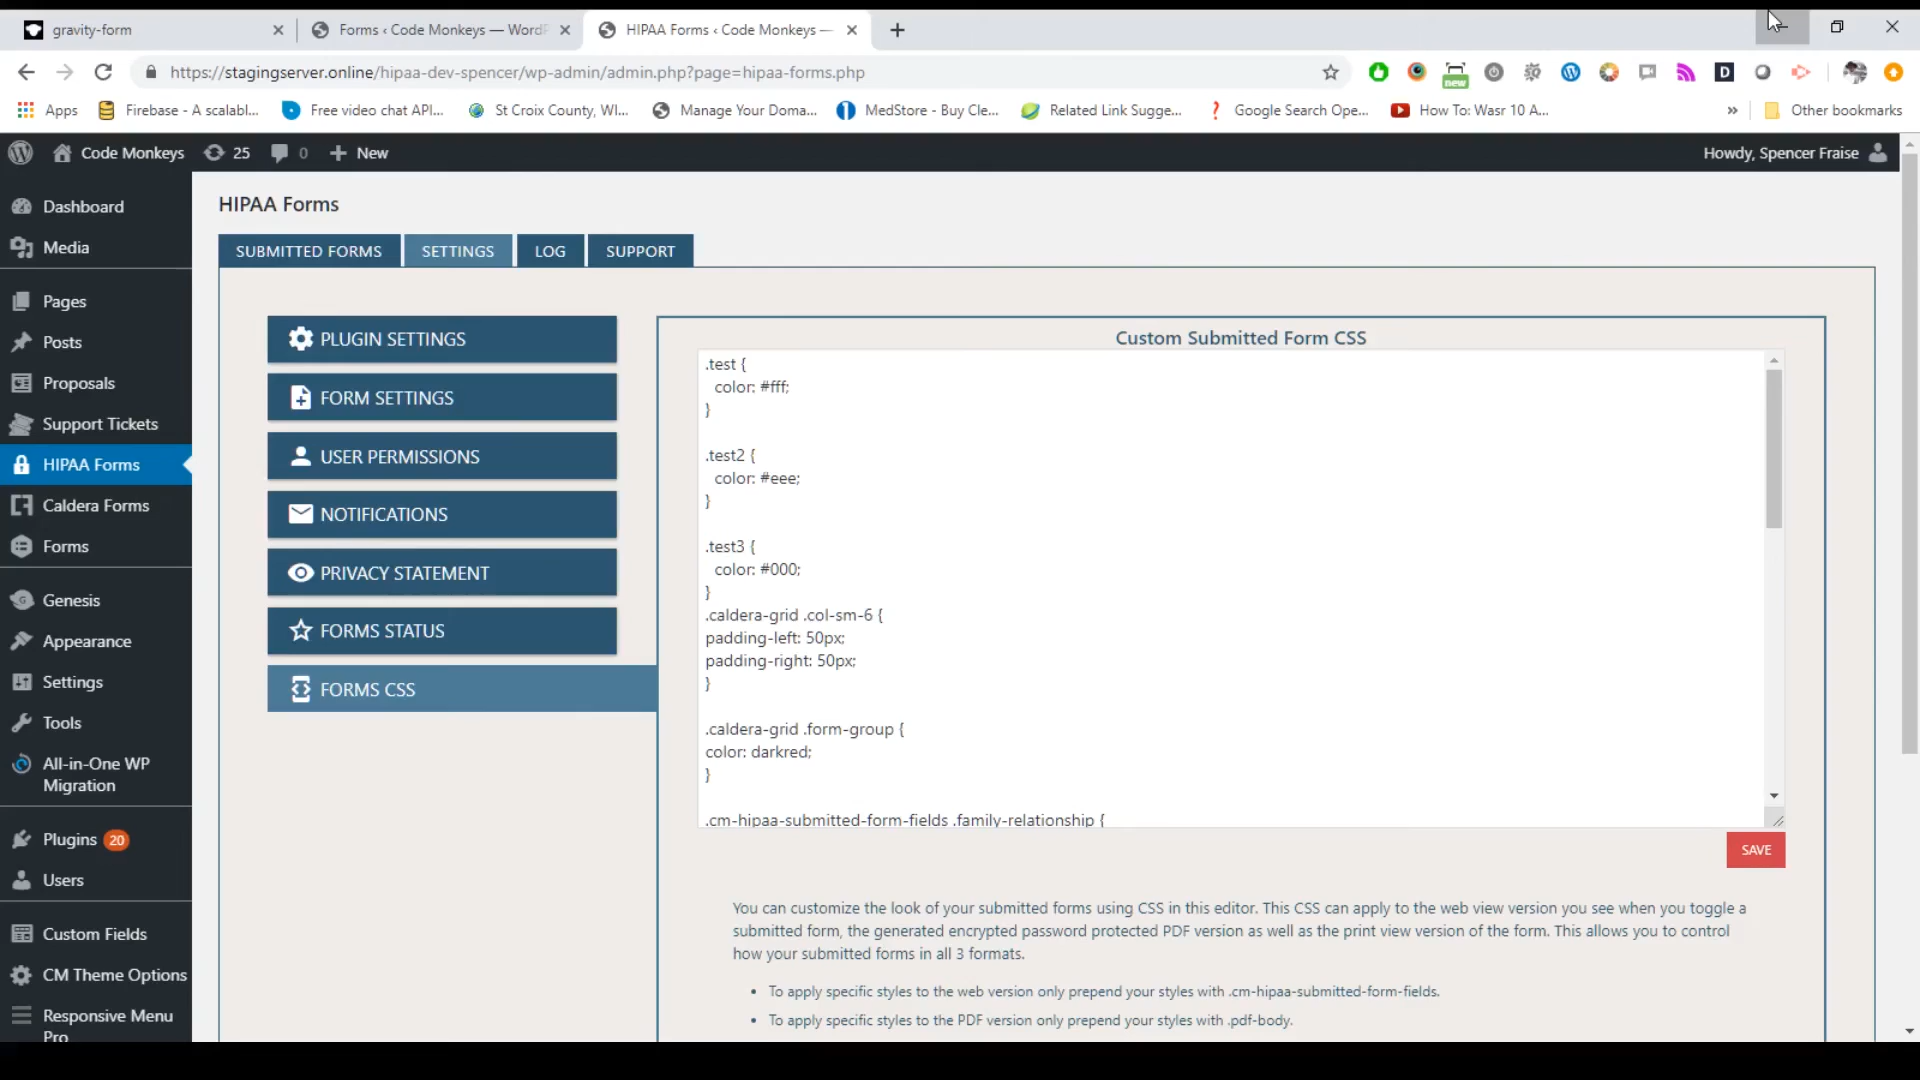 gravity-form
Forms ‹ Code Monkeys — WordP
HIPAA Forms ‹ Code Monkeys —
https://stagingserver.online/hipaa-dev-spencer/wp-admin/admin.php?page=hipaa-forms.php
new
D
Apps
Firebase - A scalabl...
Free video chat API...
St Croix County, WI...
Manage Your Doma...
MedStore - Buy Cle...
Related Link Sugge...
Google Search Ope...
How To: Wasr 10 A...
»
Other bookmarks
Code Monkeys
25
0
New
Howdy, Spencer Fraise
Dashboard
Media
Pages
Posts
Proposals
Support Tickets
HIPAA Forms
Caldera Forms
Forms
Genesis
Appearance
Settings
Tools
All-in-One WP
Migration
Plugins 20
Users
Custom Fields
CM Theme Options
Responsive Menu
Pro
HIPAA Forms
SUBMITTED FORMS
SETTINGS
LOG
SUPPORT
PLUGIN SETTINGS
FORM SETTINGS
USER PERMISSIONS
NOTIFICATIONS
PRIVACY STATEMENT
FORMS STATUS
FORMS CSS
Custom Submitted Form CSS
.test {
color: #fff;
}
.test2 {
color: #eee;
}
.test3 {
color: #000;
}
.caldera-grid .col-sm-6 {
padding-left: 50px;
padding-right: 50px;
}
.caldera-grid .form-group {
color: darkred;
}
.cm-hipaa-submitted-form-fields .family-relationship {
SAVE
You can customize the look of your submitted forms using CSS in this editor. This CSS can apply to the web view version you see when you toggle a
submitted form, the generated encrypted password protected PDF version as well as the print view version of the form. This allows you to control
how your submitted forms in all 3 formats.
• To apply specific styles to the web version only prepend your styles with .cm-hipaa-submitted-form-fields.
• To apply specific styles to the PDF version only prepend your styles with .pdf-body.